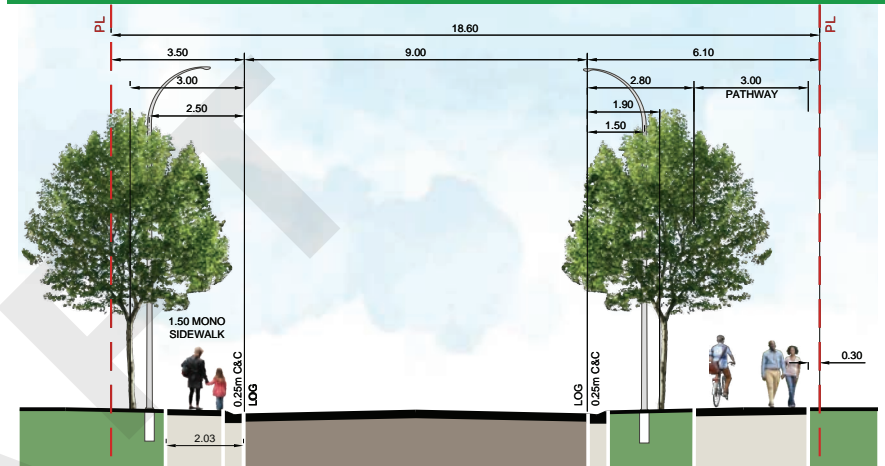 PL
PL
18.60
3.50
9.00
6.10
3.00
2.80
3.00
PATHWAY
2.50
1.90
1.50
1.50 MONO
SIDEWALK
0.25m C&C
LOG
LOG
0.25m C&C
0.30
2.03